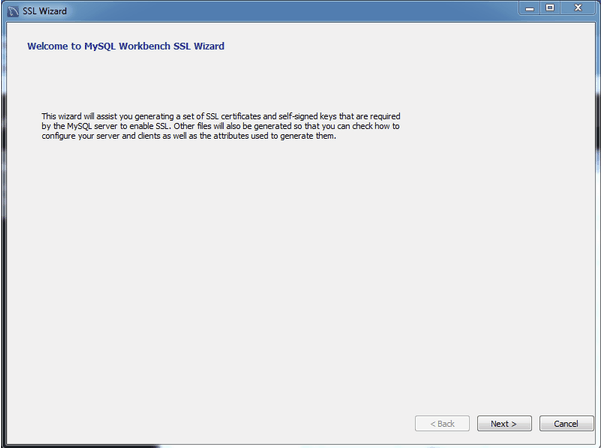 SSL Wizard
Welcome to MySQL Workbench SSL Wizard
This wizard will assist you generating a set of SSL certificates and self-signed keys that are required
by the MySQL server to enable SSL. Other files will also be generated so that you can check how to
configure your server and clients as well as the attributes used to generate them.
< Back Next > Cancel